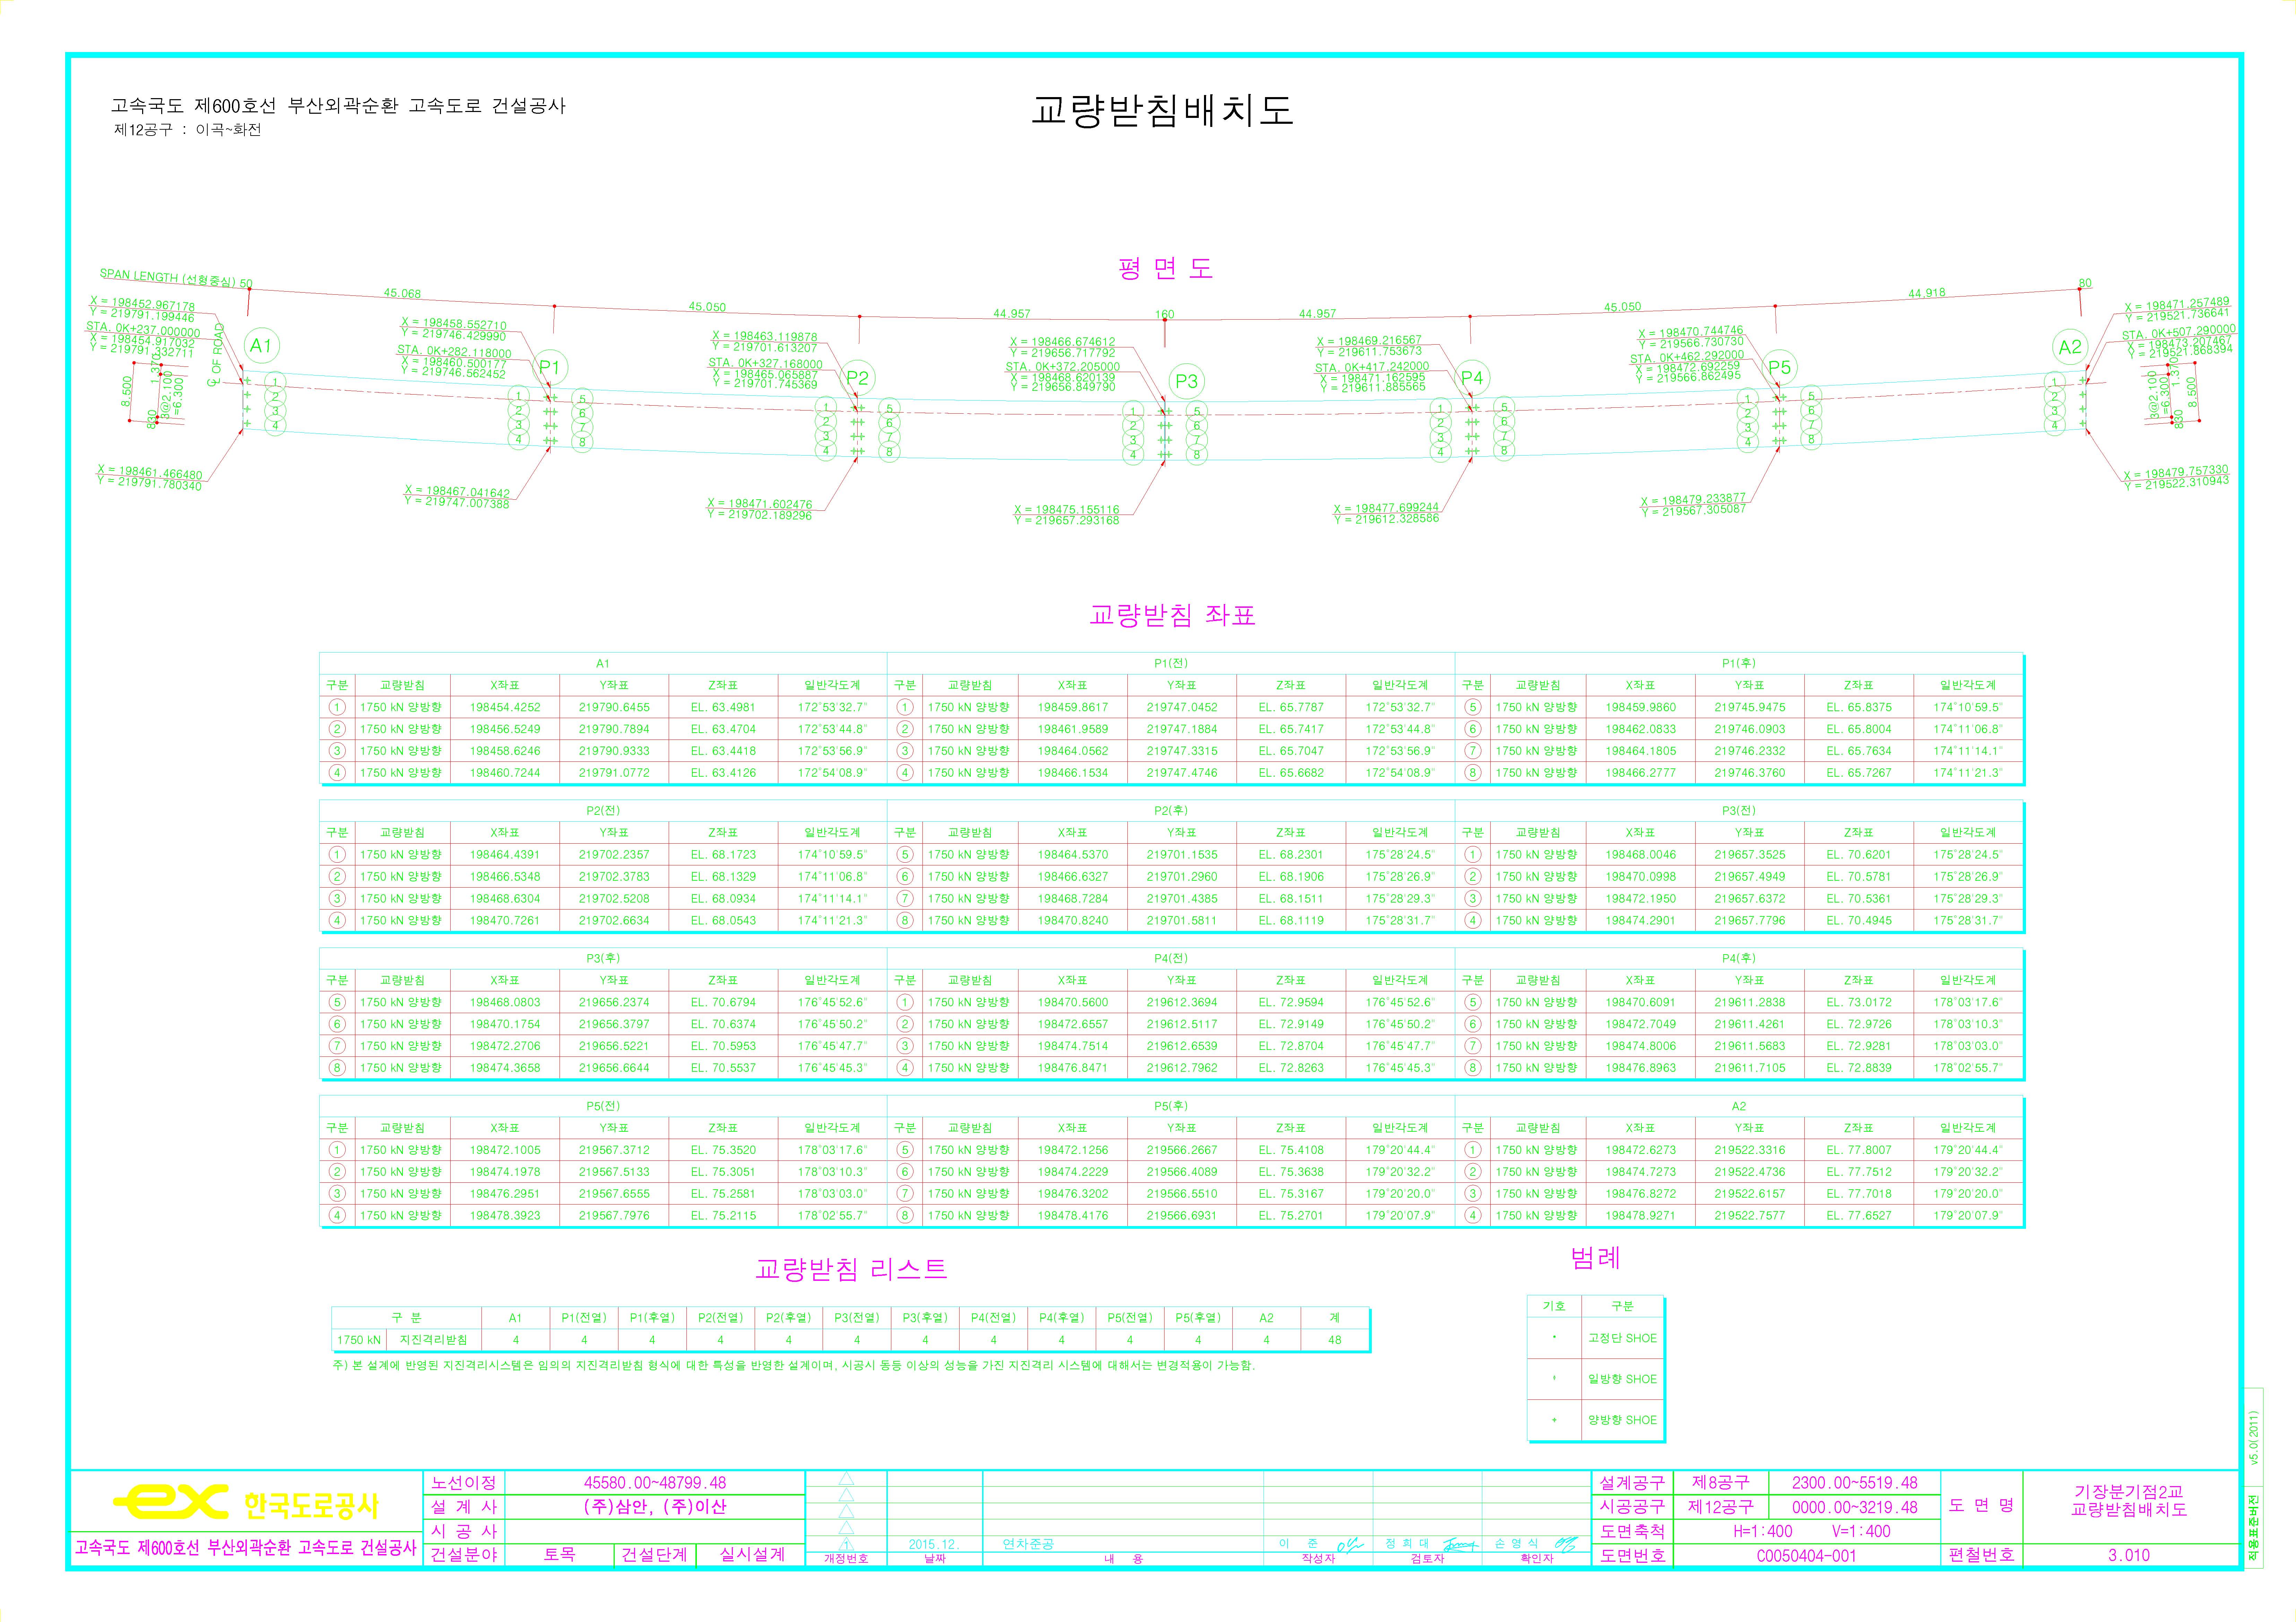 고속국도 제600호선 부산외곽순환 고속도로 건설공사
제12공구 : 이곡~화전
교량받침배치도
평 면 도
SPAN LENGTH (선형중심) 50
45.068
45.050
44.957
160
44.957
45.050
44.918
80
X = 198452.967178
Y = 219791.199446
STA. 0K+237.000000
X = 198454.917032
Y = 219791.332711
℄ OF ROAD
A1
X = 198458.552710
Y = 219746.429990
STA. 0K+282.118000
X = 198460.500177
Y = 219746.562452
P1
X = 198463.119878
Y = 219701.613207
STA. 0K+327.168000
X = 198465.065887
Y = 219701.745369
P2
X = 198466.674612
Y = 219656.717792
STA. 0K+372.205000
X = 198468.620139
Y = 219656.849790
P3
X = 198469.216567
Y = 219611.753673
STA. 0K+417.242000
X = 198471.162595
Y = 219611.885565
P4
X = 198470.744746
Y = 219566.730730
STA. 0K+462.292000
X = 198472.692259
Y = 219566.862495
P5
X = 198471.257489
Y = 219521.736641
STA. 0K+507.290000
X = 198473.207467
Y = 219521.868394
A2
8.500
1.370
3@2.100
=6.300
830
1 2 3 4
1 2 3 4 5 6 7 8
1 2 3 4 5 6 7 8
1 2 3 4 5 6 7 8
1 2 3 4 5 6 7 8
1 2 3 4 5 6 7 8
1 2 3 4
3@2.100
=6.300
1.370
830
8.500
X = 198461.466480
Y = 219791.780340
X = 198467.041642
Y = 219747.007388
X = 198471.602476
Y = 219702.189296
X = 198475.155116
Y = 219657.293168
X = 198477.699244
Y = 219612.328586
X = 198479.233877
Y = 219567.305087
X = 198479.757330
Y = 219522.310943
교량받침 좌표
A1 P1(전) P1(후)
구분 교량받침 X좌표 Y좌표 Z좌표 일반각도계 구분 교량받침 X좌표 Y좌표 Z좌표 일반각도계 구분 교량받침 X좌표 Y좌표 Z좌표 일반각도계
① 1750 kN 양방향 198454.4252 219790.6455 EL. 63.4981 172°53'32.7" ① 1750 kN 양방향 198459.8617 219747.0452 EL. 65.7787 172°53'32.7" ⑤ 1750 kN 양방향 198459.9860 219745.9475 EL. 65.8375 174°10'59.5"
② 1750 kN 양방향 198456.5249 219790.7894 EL. 63.4704 172°53'44.8" ② 1750 kN 양방향 198461.9589 219747.1884 EL. 65.7417 172°53'44.8" ⑥ 1750 kN 양방향 198462.0833 219746.0903 EL. 65.8004 174°11'06.8"
③ 1750 kN 양방향 198458.6246 219790.9333 EL. 63.4418 172°53'56.9" ③ 1750 kN 양방향 198464.0562 219747.3315 EL. 65.7047 172°53'56.9" ⑦ 1750 kN 양방향 198464.1805 219746.2332 EL. 65.7634 174°11'14.1"
④ 1750 kN 양방향 198460.7244 219791.0772 EL. 63.4126 172°54'08.9" ④ 1750 kN 양방향 198466.1534 219747.4746 EL. 65.6682 172°54'08.9" ⑧ 1750 kN 양방향 198466.2777 219746.3760 EL. 65.7267 174°11'21.3"
P2(전) P2(후) P3(전)
구분 교량받침 X좌표 Y좌표 Z좌표 일반각도계 구분 교량받침 X좌표 Y좌표 Z좌표 일반각도계 구분 교량받침 X좌표 Y좌표 Z좌표 일반각도계
① 1750 kN 양방향 198464.4391 219702.2357 EL. 68.1723 174°10'59.5" ⑤ 1750 kN 양방향 198464.5370 219701.1535 EL. 68.2301 175°28'24.5" ① 1750 kN 양방향 198468.0046 219657.3525 EL. 70.6201 175°28'24.5"
② 1750 kN 양방향 198466.5348 219702.3783 EL. 68.1329 174°11'06.8" ⑥ 1750 kN 양방향 198466.6327 219701.2960 EL. 68.1906 175°28'26.9" ② 1750 kN 양방향 198470.0998 219657.4949 EL. 70.5781 175°28'26.9"
③ 1750 kN 양방향 198468.6304 219702.5208 EL. 68.0934 174°11'14.1" ⑦ 1750 kN 양방향 198468.7284 219701.4385 EL. 68.1511 175°28'29.3" ③ 1750 kN 양방향 198472.1950 219657.6372 EL. 70.5361 175°28'29.3"
④ 1750 kN 양방향 198470.7261 219702.6634 EL. 68.0543 174°11'21.3" ⑧ 1750 kN 양방향 198470.8240 219701.5811 EL. 68.1119 175°28'31.7" ④ 1750 kN 양방향 198474.2901 219657.7796 EL. 70.4945 175°28'31.7"
P3(후) P4(전) P4(후)
구분 교량받침 X좌표 Y좌표 Z좌표 일반각도계 구분 교량받침 X좌표 Y좌표 Z좌표 일반각도계 구분 교량받침 X좌표 Y좌표 Z좌표 일반각도계
⑤ 1750 kN 양방향 198468.0803 219656.2374 EL. 70.6794 176°45'52.6" ① 1750 kN 양방향 198470.5600 219612.3694 EL. 72.9594 176°45'52.6" ⑤ 1750 kN 양방향 198470.6091 219611.2838 EL. 73.0172 178°03'17.6"
⑥ 1750 kN 양방향 198470.1754 219656.3797 EL. 70.6374 176°45'50.2" ② 1750 kN 양방향 198472.6557 219612.5117 EL. 72.9149 176°45'50.2" ⑥ 1750 kN 양방향 198472.7049 219611.4261 EL. 72.9726 178°03'10.3"
⑦ 1750 kN 양방향 198472.2706 219656.5221 EL. 70.5953 176°45'47.7" ③ 1750 kN 양방향 198474.7514 219612.6539 EL. 72.8704 176°45'47.7" ⑦ 1750 kN 양방향 198474.8006 219611.5683 EL. 72.9281 178°03'03.0"
⑧ 1750 kN 양방향 198474.3658 219656.6644 EL. 70.5537 176°45'45.3" ④ 1750 kN 양방향 198476.8471 219612.7962 EL. 72.8263 176°45'45.3" ⑧ 1750 kN 양방향 198476.8963 219611.7105 EL. 72.8839 178°02'55.7"
P5(전) P5(후) A2
구분 교량받침 X좌표 Y좌표 Z좌표 일반각도계 구분 교량받침 X좌표 Y좌표 Z좌표 일반각도계 구분 교량받침 X좌표 Y좌표 Z좌표 일반각도계
① 1750 kN 양방향 198472.1005 219567.3712 EL. 75.3520 178°03'17.6" ⑤ 1750 kN 양방향 198472.1256 219566.2667 EL. 75.4108 179°20'44.4" ① 1750 kN 양방향 198472.6273 219522.3316 EL. 77.8007 179°20'44.4"
② 1750 kN 양방향 198474.1978 219567.5133 EL. 75.3051 178°03'10.3" ⑥ 1750 kN 양방향 198474.2229 219566.4089 EL. 75.3638 179°20'32.2" ② 1750 kN 양방향 198474.7273 219522.4736 EL. 77.7512 179°20'32.2"
③ 1750 kN 양방향 198476.2951 219567.6555 EL. 75.2581 178°03'03.0" ⑦ 1750 kN 양방향 198476.3202 219566.5510 EL. 75.3167 179°20'20.0" ③ 1750 kN 양방향 198476.8272 219522.6157 EL. 77.7018 179°20'20.0"
④ 1750 kN 양방향 198478.3923 219567.7976 EL. 75.2115 178°02'55.7" ⑧ 1750 kN 양방향 198478.4176 219566.6931 EL. 75.2701 179°20'07.9" ④ 1750 kN 양방향 198478.9271 219522.7577 EL. 77.6527 179°20'07.9"
교량받침 리스트
구 분 A1 P1(전열) P1(후열) P2(전열) P2(후열) P3(전열) P3(후열) P4(전열) P4(후열) P5(전열) P5(후열) A2 계
1750 kN 지진격리받침 4 4 4 4 4 4 4 4 4 4 4 4 48
주) 본 설계에 반영된 지진격리시스템은 임의의 지진격리받침 형식에 대한 특성을 반영한 설계이며, 시공시 동등 이상의 성능을 가진 지진격리 시스템에 대해서는 변경적용이 가능함.
범례
기호 구분
고정단 SHOE
일방향 SHOE
양방향 SHOE
v5.0(2011)
적용표준버전
ex 한국도로공사
고속국도 제600호선 부산외곽순환 고속도로 건설공사
노선이정 45580.00~48799.48
설 계 사 (주)삼안, (주)이산
시 공 사
건설분야 토목 건설단계 실시설계
1 2015.12. 연차준공 이 준 정 희 대 손 영 식
개정번호 날짜 내 용 작성자 검토자 확인자
설계공구 제8공구 2300.00~5519.48
시공공구 제12공구 0000.00~3219.48
도면축척 H=1:400 V=1:400
도면번호 C0050404-001
도 면 명 기장분기점2교
교량받침배치도
편철번호 3.010